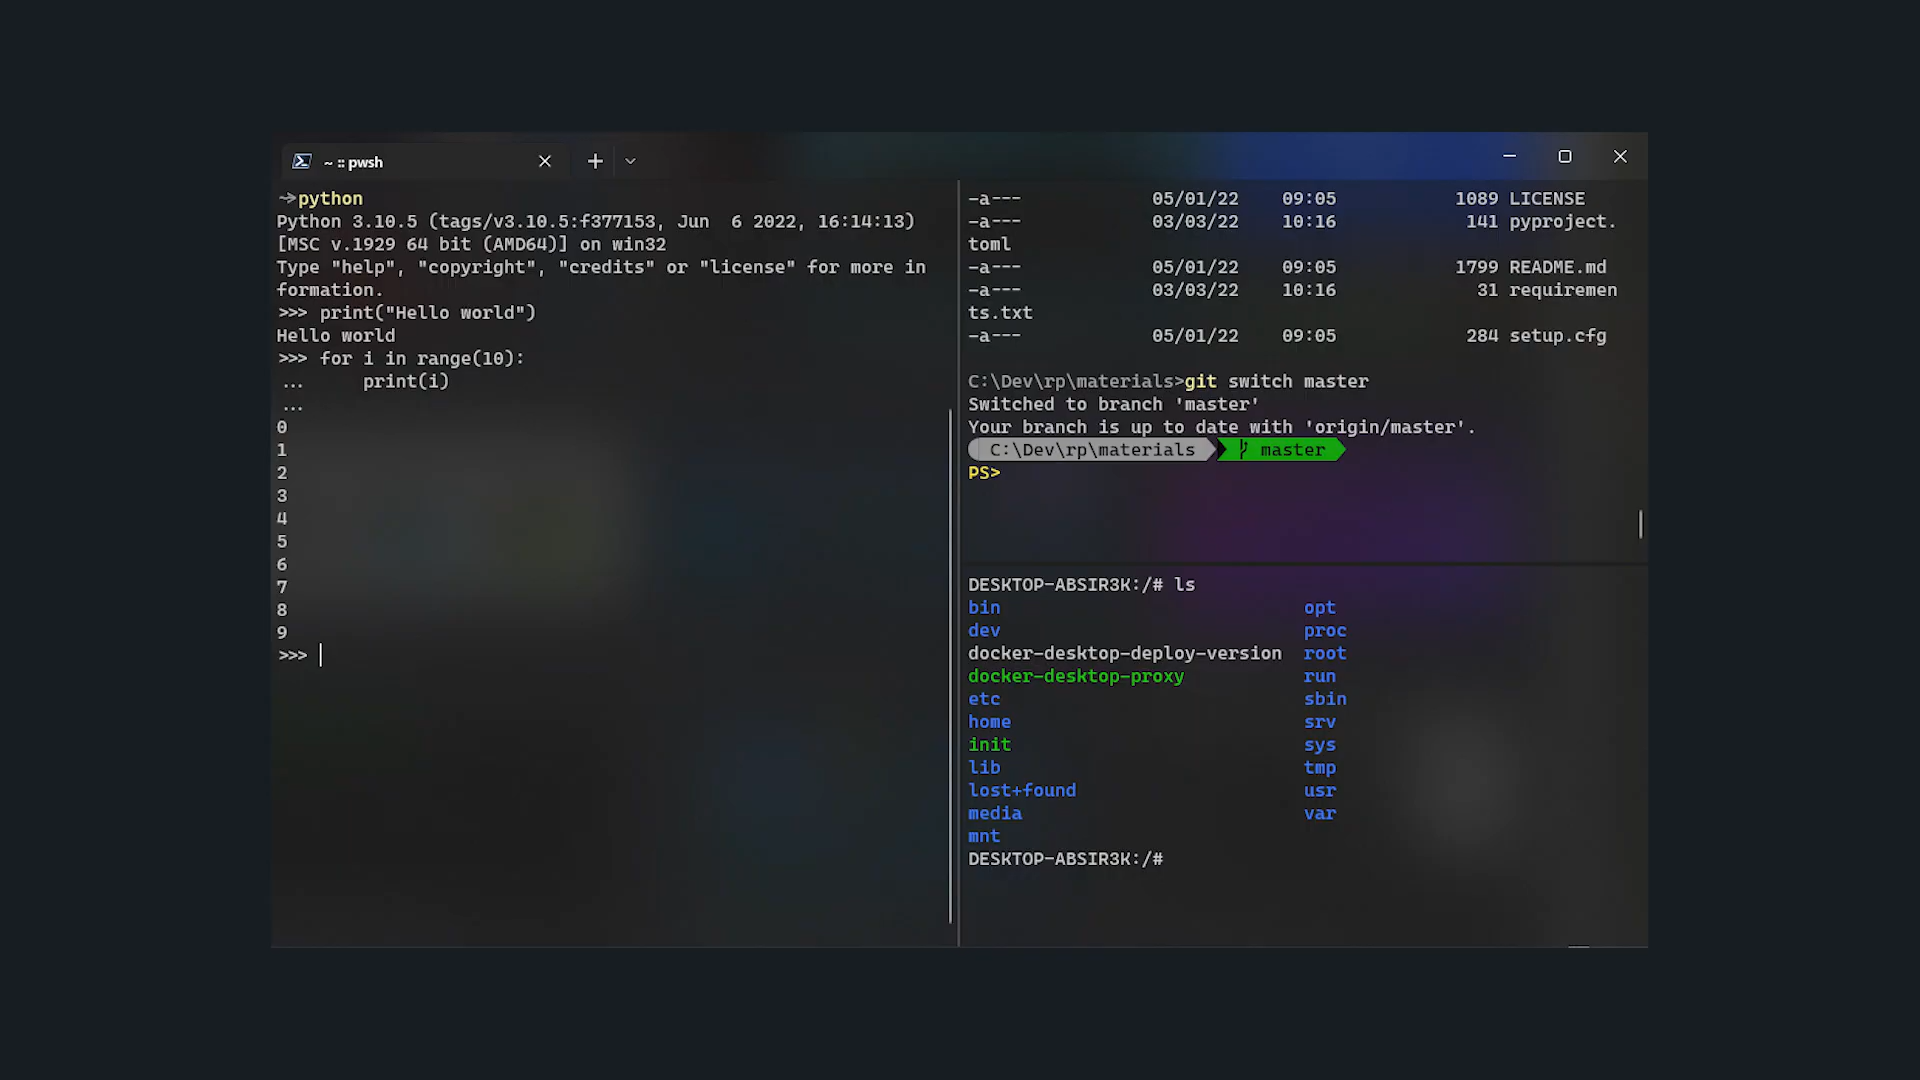 ~ :: pwsh
→python
Python 3.10.5 (tags/v3.10.5:f377153, Jun  6 2022, 16:14:13)
[MSC v.1929 64 bit (AMD64)] on win32
Type "help", "copyright", "credits" or "license" for more in
formation.
>>> print("Hello world")
Hello world
>>> for i in range(10):
...     print(i)
...
0
1
2
3
4
5
6
7
8
9
>>>
-a---            05/01/22    09:05           1089 LICENSE
-a---            03/03/22    10:16            141 pyproject.
toml
-a---            05/01/22    09:05           1799 README.md
-a---            03/03/22    10:16             31 requiremen
ts.txt
-a---            05/01/22    09:05            284 setup.cfg
C:\Dev\rp\materials>git switch master
Switched to branch 'master'
Your branch is up to date with 'origin/master'.
C:\Dev\rp\materials master
PS>
DESKTOP-ABSIR3K:/# ls
bin                            opt
dev                            proc
docker-desktop-deploy-version  root
docker-desktop-proxy           run
etc                            sbin
home                           srv
init                           sys
lib                            tmp
lost+found                     usr
media                          var
mnt
DESKTOP-ABSIR3K:/#